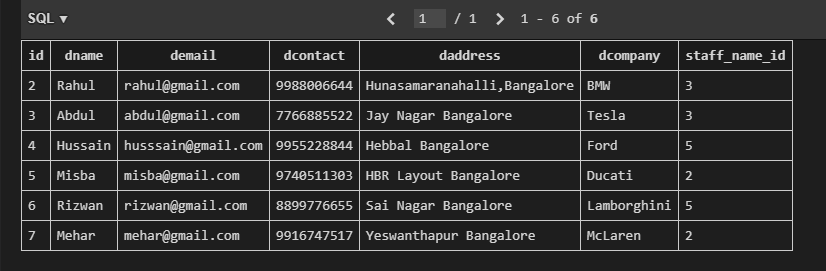 SQL ▼ < 1 / 1 > 1 - 6 of 6
id dname demail dcontact daddress dcompany staff_name_id
2 Rahul rahul@gmail.com 9988006644 Hunasamaranahalli,Bangalore BMW 3
3 Abdul abdul@gmail.com 7766885522 Jay Nagar Bangalore Tesla 3
4 Hussain husssain@gmail.com 9955228844 Hebbal Bangalore Ford 5
5 Misba misba@gmail.com 9740511303 HBR Layout Bangalore Ducati 2
6 Rizwan rizwan@gmail.com 8899776655 Sai Nagar Bangalore Lamborghini 5
7 Mehar mehar@gmail.com 9916747517 Yeswanthapur Bangalore McLaren 2